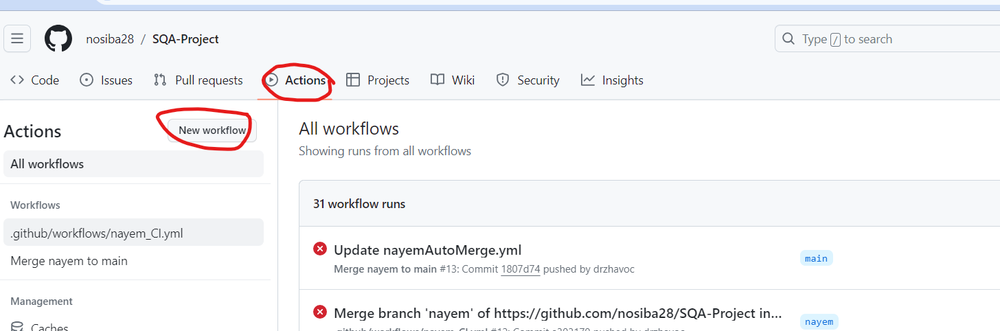 nosiba28 / SQA-Project
Type / to search
Code Issues Pull requests Actions Projects Wiki Security Insights
Actions
New workflow
All workflows
Workflows
.github/workflows/nayem_CI.yml
Merge nayem to main
Management
Caches
All workflows
Showing runs from all workflows
31 workflow runs
Update nayemAutoMerge.yml
Merge nayem to main #13: Commit 1807d74 pushed by drzhavoc
main
Merge branch 'nayem' of https://github.com/nosiba28/SQA-Project in...
nayem